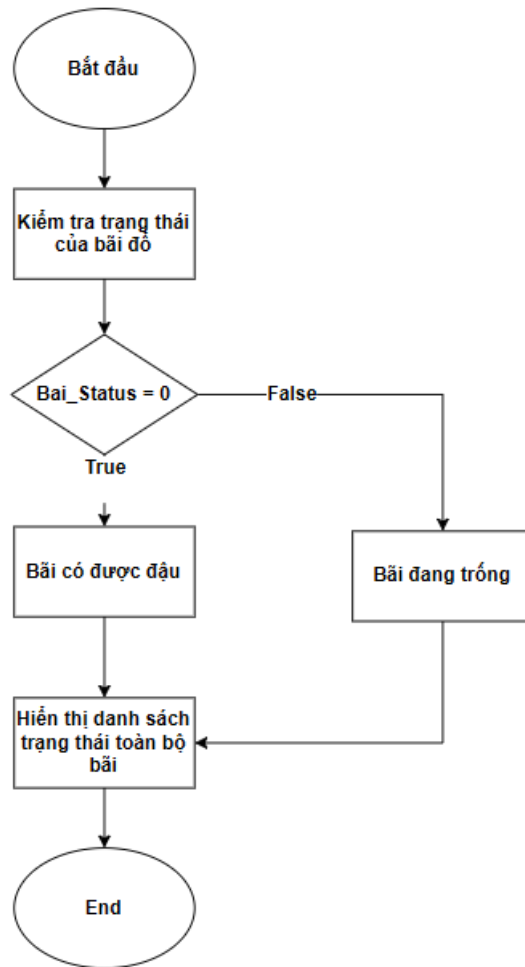 Bắt đầu
Kiểm tra trạng thái
của bãi đỗ
Bai_Status = 0
False
True
Bãi có được đậu
Bãi đang trống
Hiển thị danh sách
trạng thái toàn bộ
bãi
End